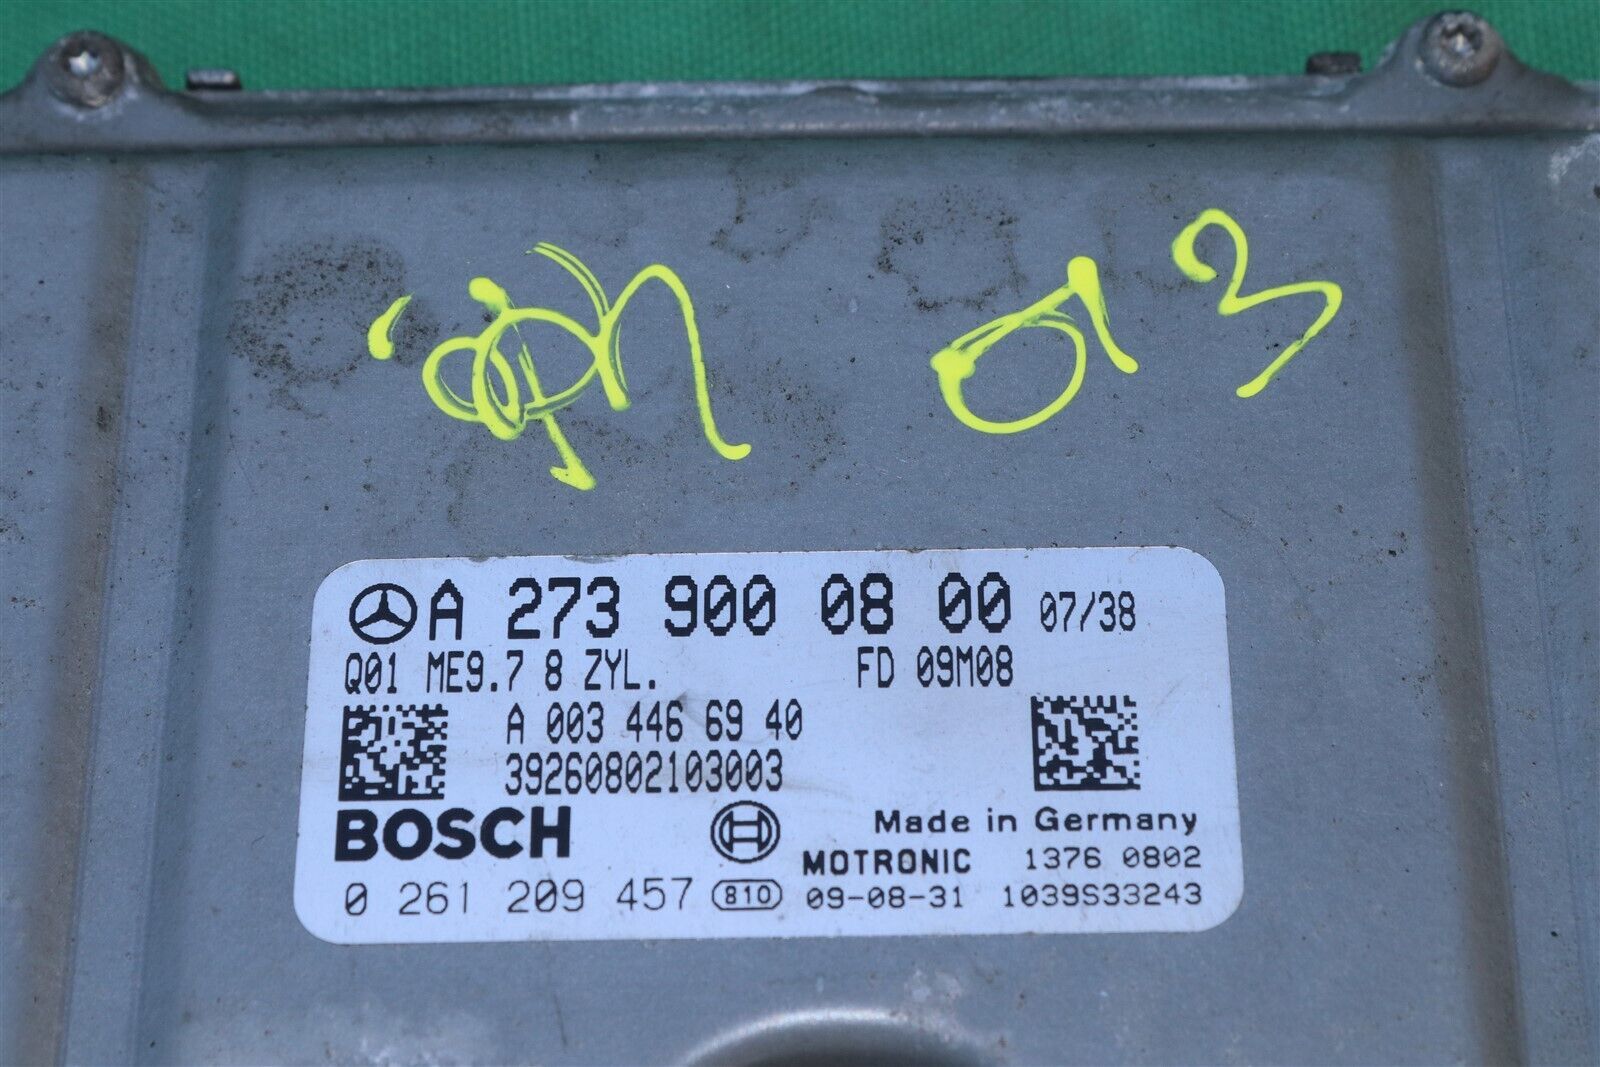 013
A 273 900 08 00 07/38
Q01 ME9.7 8 ZYL. FD 09M08
A 003 446 69 40
39260802103003
BOSCH Made in Germany
MOTRONIC 1376 0802
0 261 209 457 810 09-08-31 1039S33243